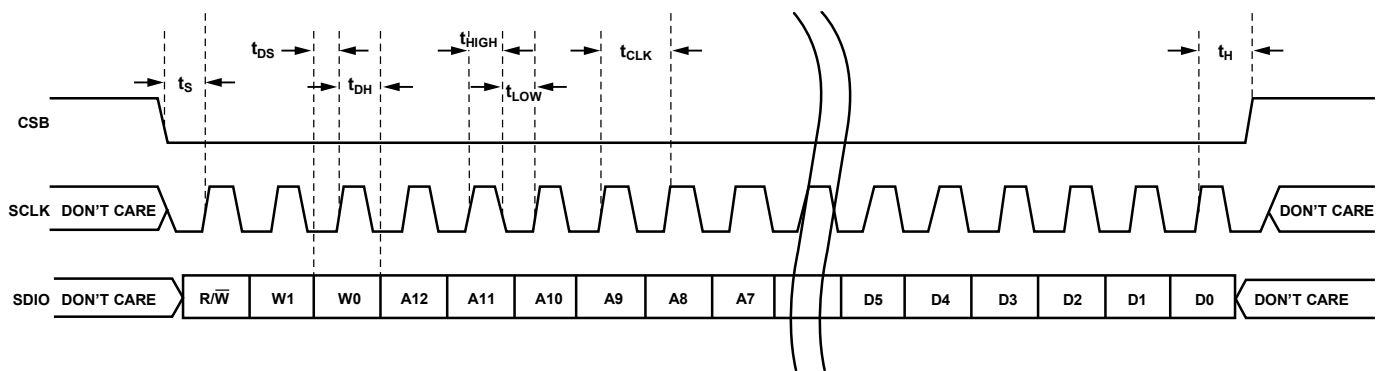 tDS
tHIGH
tCLK
tH
tS
tDH
tLOW
CSB
SCLK DON'T CARE DON'T CARE
SDIO DON'T CARE R/W̅ W1 W0 A12 A11 A10 A9 A8 A7 D5 D4 D3 D2 D1 D0 DON'T CARE